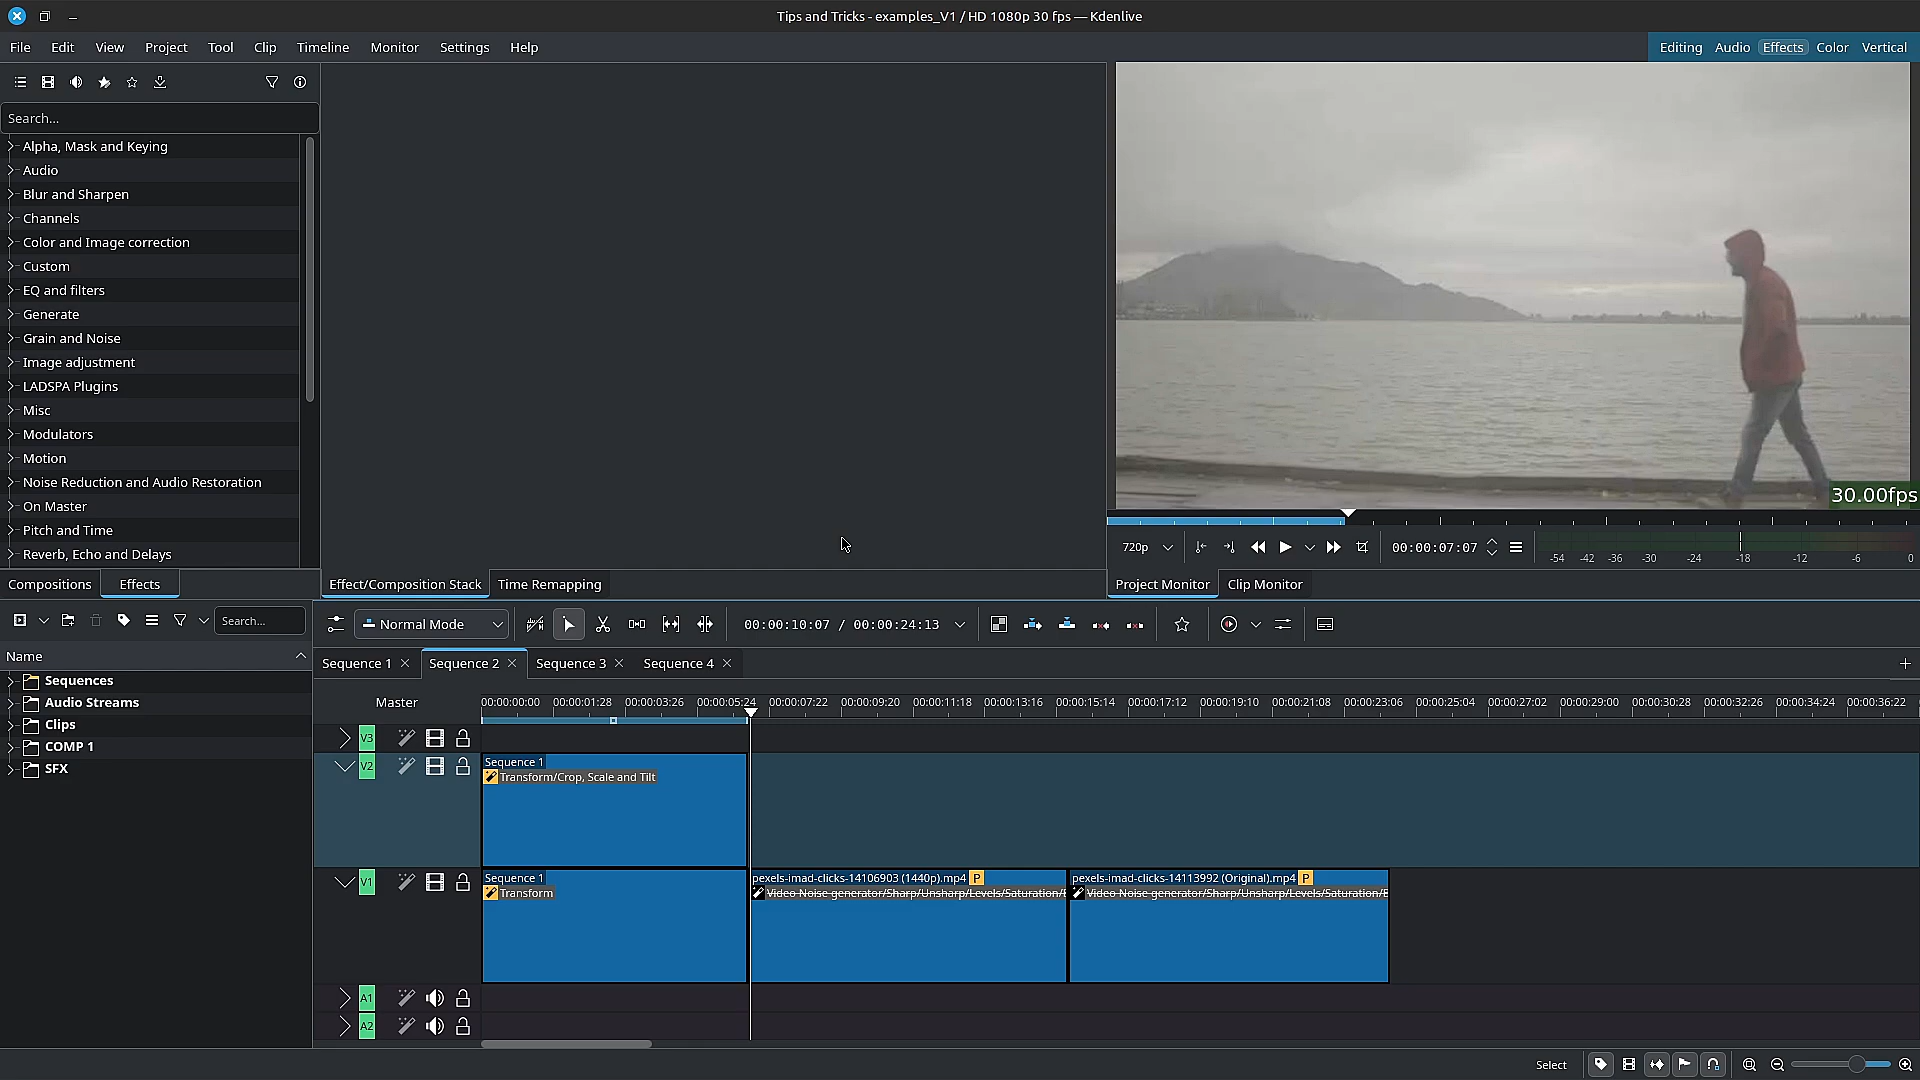 Tips and Tricks - examples_V1 / HD 1080p 30 fps — Kdenlive
File Edit View Project Tool Clip Timeline Monitor Settings Help
Editing Audio Effects Color Vertical
Search...
Alpha, Mask and Keying
Audio
Blur and Sharpen
Channels
Color and Image correction
Custom
EQ and filters
Generate
Grain and Noise
Image adjustment
LADSPA Plugins
Misc
Modulators
Motion
Noise Reduction and Audio Restoration
On Master
Pitch and Time
Reverb, Echo and Delays
Compositions Effects
Effect/Composition Stack Time Remapping
30.00fps
720p 00:00:07:07 -54 -42 -36 -30 -24 -18 -12 -6 0
Project Monitor Clip Monitor
Search...
Name
Sequences
Audio Streams
Clips
COMP 1
SFX
Normal Mode 00:00:10:07 / 00:00:24:13
Sequence 1 Sequence 2 Sequence 3 Sequence 4
Master 00:00:00:00 00:00:01:28 00:00:03:26 00:00:05:24 00:00:07:22 00:00:09:20 00:00:11:18 00:00:13:16 00:00:15:14 00:00:17:12 00:00:19:10 00:00:21:08 00:00:23:06 00:00:25:04 00:00:27:02 00:00:29:00 00:00:30:28 00:00:32:26 00:00:34:24 00:00:36:22
V3
V2 Sequence 1
Transform/Crop, Scale and Tilt
V1 Sequence 1 pexels-imad-clicks-14106903 (1440p).mp4 P pexels-imad-clicks-14113992 (Original).mp4 P
Transform Video Noise generator/Sharp/Unsharp/Levels/Saturation/ Video Noise generator/Sharp/Unsharp/Levels/Saturation/
A1
A2
Select